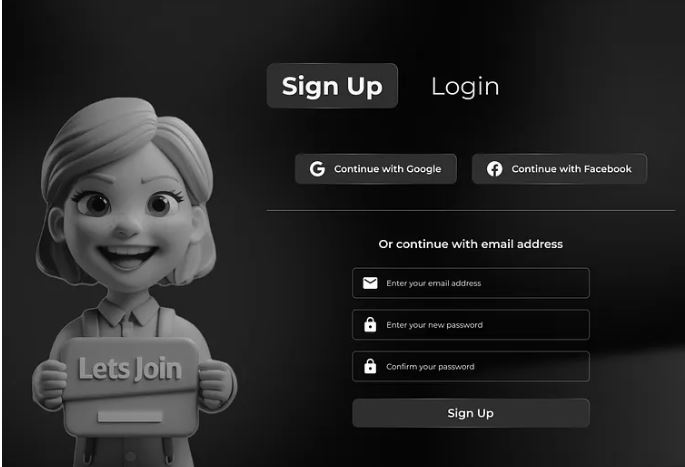 Sign Up
Login
Continue with Google
Continue with Facebook
Or continue with email address
Enter your email address
Enter your new password
Confirm your password
Sign Up
Lets Join